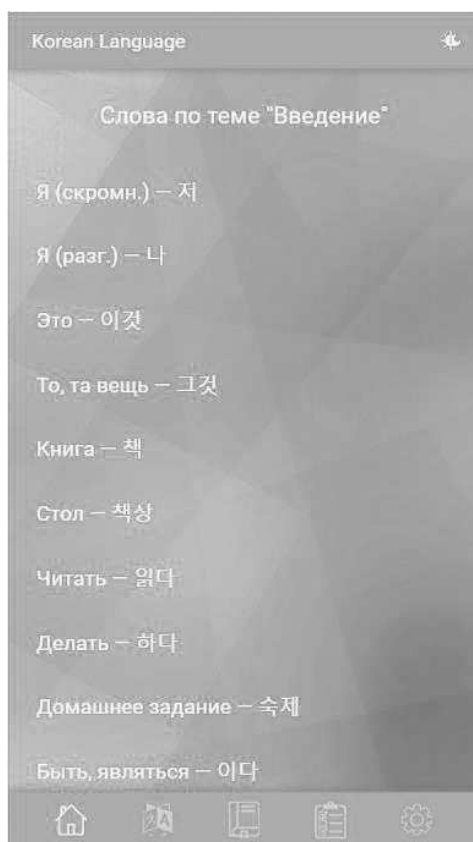 Korean Language
Слова по теме "Введение"
Я (скромн.) — 저
Я (разг.) — 나
Это — 이것
То, та вещь — 그것
Книга — 책
Стол — 책상
Читать — 읽다
Делать — 하다
Домашнее задание — 숙제
Быть, являться — 이다